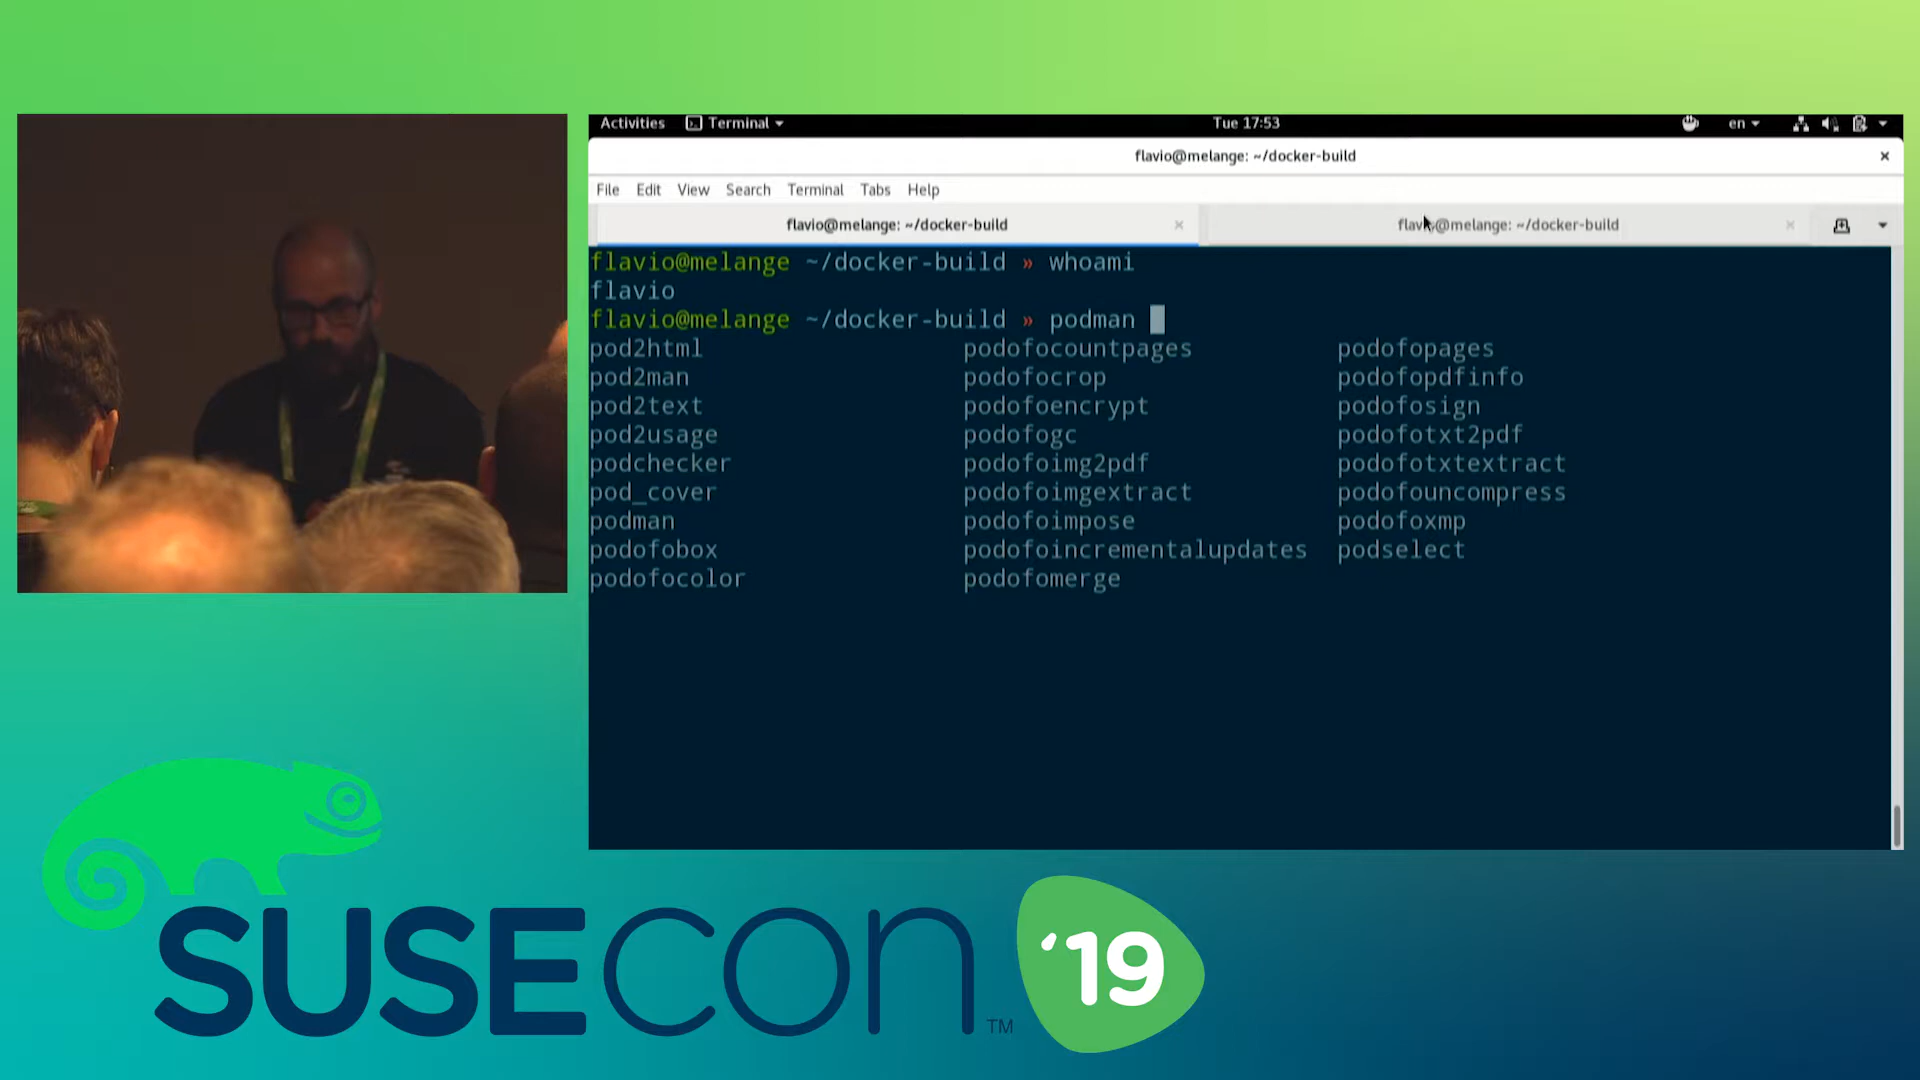 Activities Terminal Tue 17:53 en
flavio@melange: ~/docker-build
File Edit View Search Terminal Tabs Help
flavio@melange: ~/docker-build flavio@melange: ~/docker-build
flavio@melange ~/docker-build » whoami
flavio
flavio@melange ~/docker-build » podman
pod2html podofocountpages podofopages
pod2man podofocrop podofopdfinfo
pod2text podofoencrypt podofosign
pod2usage podofogc podofotxt2pdf
podchecker podofoimg2pdf podofotxtextract
pod_cover podofoimgextract podofouncompress
podman podofoimpose podofoxmp
podofobox podofoincrementalupdates podselect
podofocolor podofomerge
SUSECON™ '19